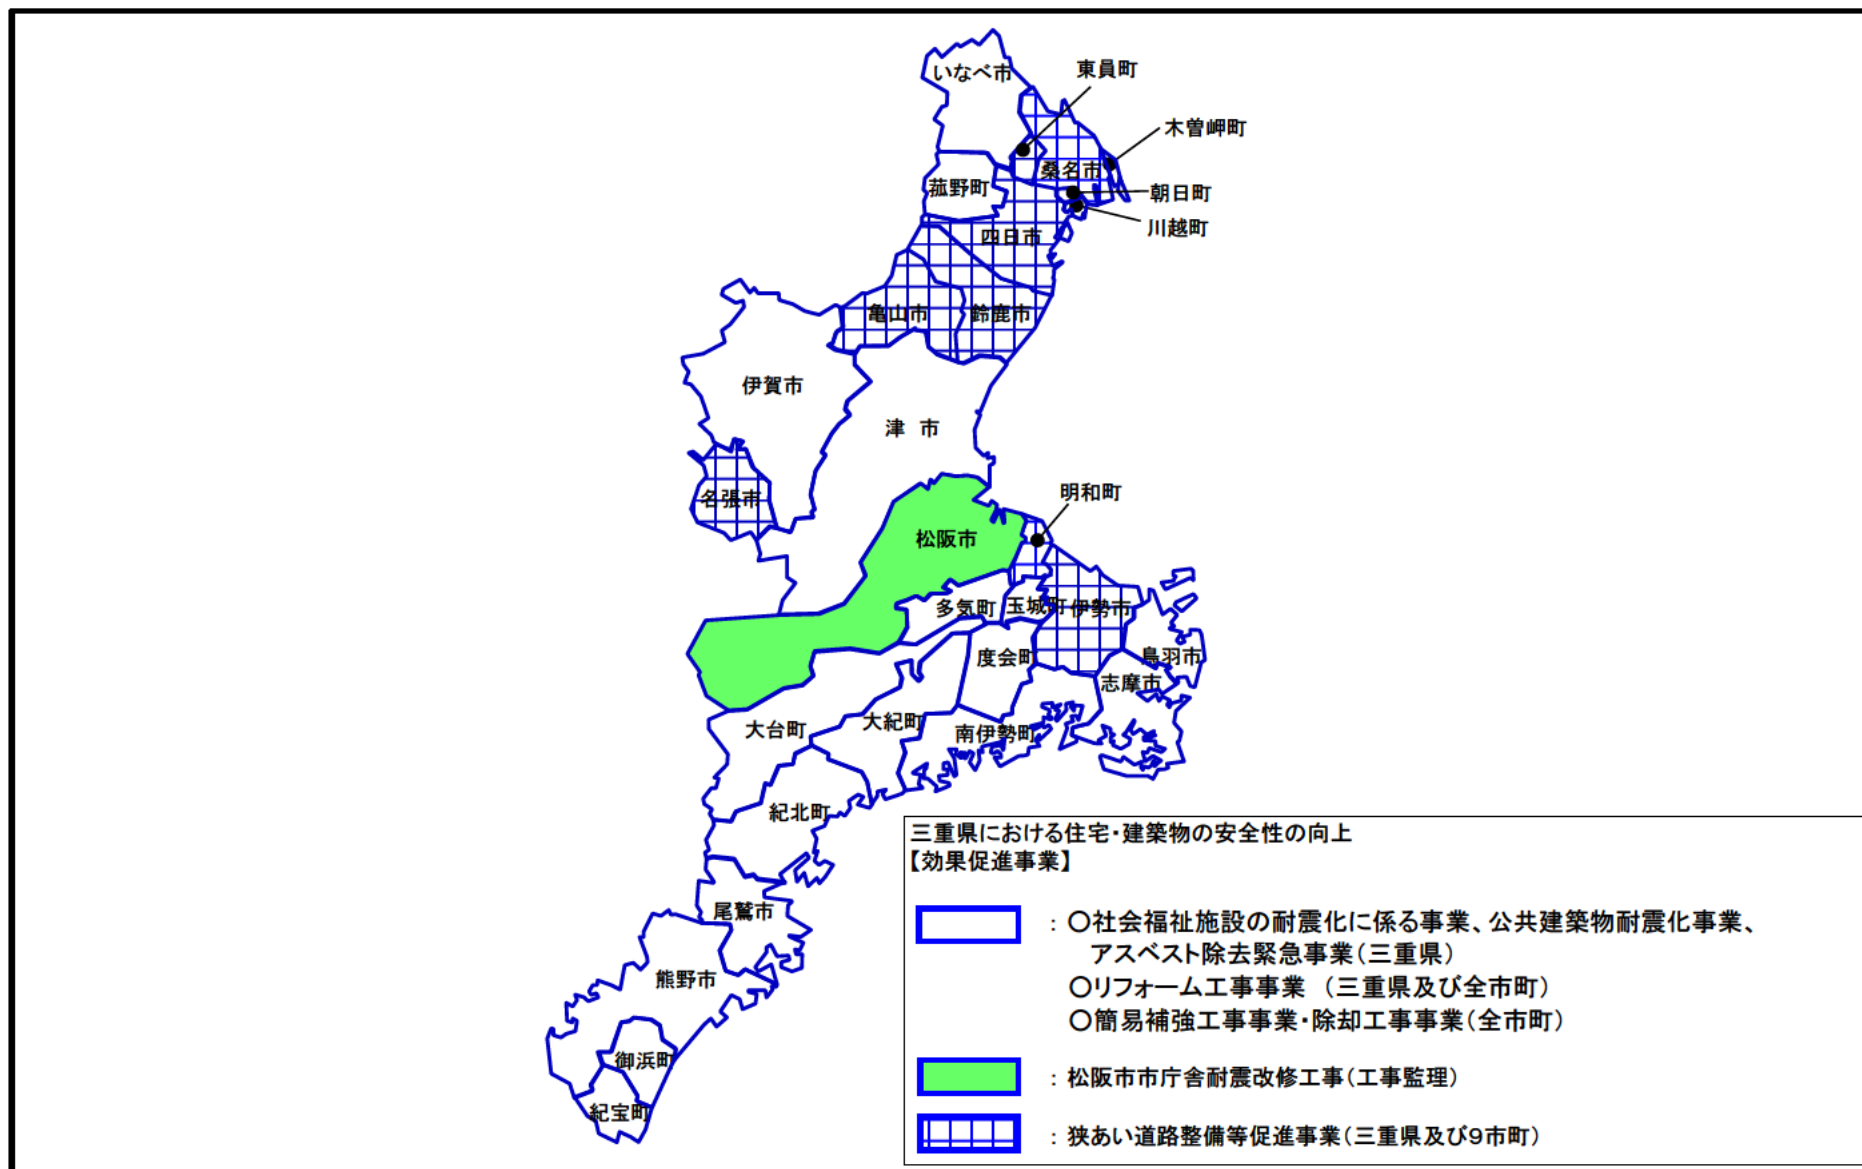 いなべ市
東員町
木曽岬町
桑名市
菰野町
朝日町
川越町
四日市
亀山市
鈴鹿市
伊賀市
津 市
名張市
明和町
松阪市
多気町
玉城町
伊勢市
度会町
鳥羽市
志摩市
大台町
大紀町
南伊勢町
紀北町
尾鷲市
熊野市
御浜町
紀宝町
三重県における住宅・建築物の安全性の向上
【効果促進事業】
：〇社会福祉施設の耐震化に係る事業、公共建築物耐震化事業、
アスベスト除去緊急事業（三重県）
〇リフォーム工事事業 （三重県及び全市町）
〇簡易補強工事事業・除却工事事業（全市町）
：松阪市市庁舎耐震改修工事（工事監理）
：狭あい道路整備等促進事業（三重県及び９市町）